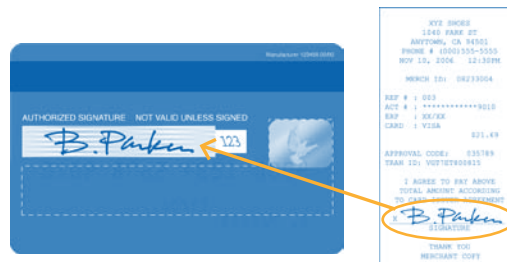 Manufacturer 123456 00/00
AUTHORIZED SIGNATURE NOT VALID UNLESS SIGNED
B. Parker
123
XYZ SHOES
1040 PARK ST
ANYTOWN, CA 94501
PHONE # (000)555-5555
NOV 10, 2006 12:30PM
MERCH ID: 08233004
REF # : 003
ACT # : ************9010
EXP : XX/XX
CARD : VISA
$21.49
APPROVAL CODE: 035789
TRAN ID:
I AGREE TO PAY ABOVE
TOTAL AMOUNT ACCORDING
TO CARD ISSUER AGREEMENT
X B. Parker
SIGNATURE
THANK YOU
MERCHANT COPY